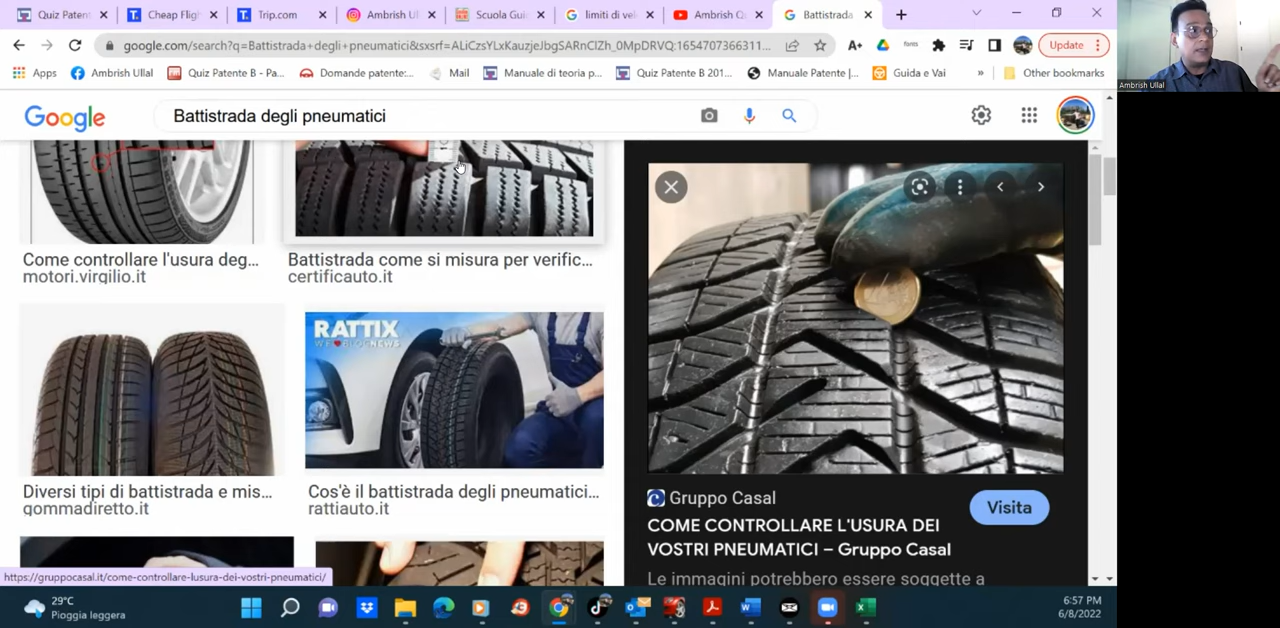 Quiz Patent
Cheap Flig
Trip.com
Ambrish Ul
Scuola Gui
limiti di vel
Ambrish Q
Battistrada
google.com/search?q=Battistrada+degli+pneumatici&sxsrf=ALiCzsYLxKauzjeJbgSARnClZh_0MpDRVQ:1654707366311...
A+
fonts
Update
Apps
Ambrish Ullal
Quiz Patente B - Pa...
Domande patente:...
Mail
Manuale di teoria p...
Quiz Patente B 201...
Manuale Patente |...
Guida e Vai
»
Other bookmarks
Ambrish Ullal
Google
Battistrada degli pneumatici
Come controllare l'usura deg...
motori.virgilio.it
Battistrada come si misura per verific...
certificauto.it
RATTIX
Diversi tipi di battistrada e mis...
gommadiretto.it
Cos'è il battistrada degli pneumatici...
rattiauto.it
Gruppo Casal
Visita
COME CONTROLLARE L'USURA DEI
VOSTRI PNEUMATICI – Gruppo Casal
Le immagini potrebbero essere soggette a
https://gruppocasal.it/come-controllare-lusura-dei-vostri-pneumatici/
29°C
Pioggia leggera
6:57 PM
6/8/2022